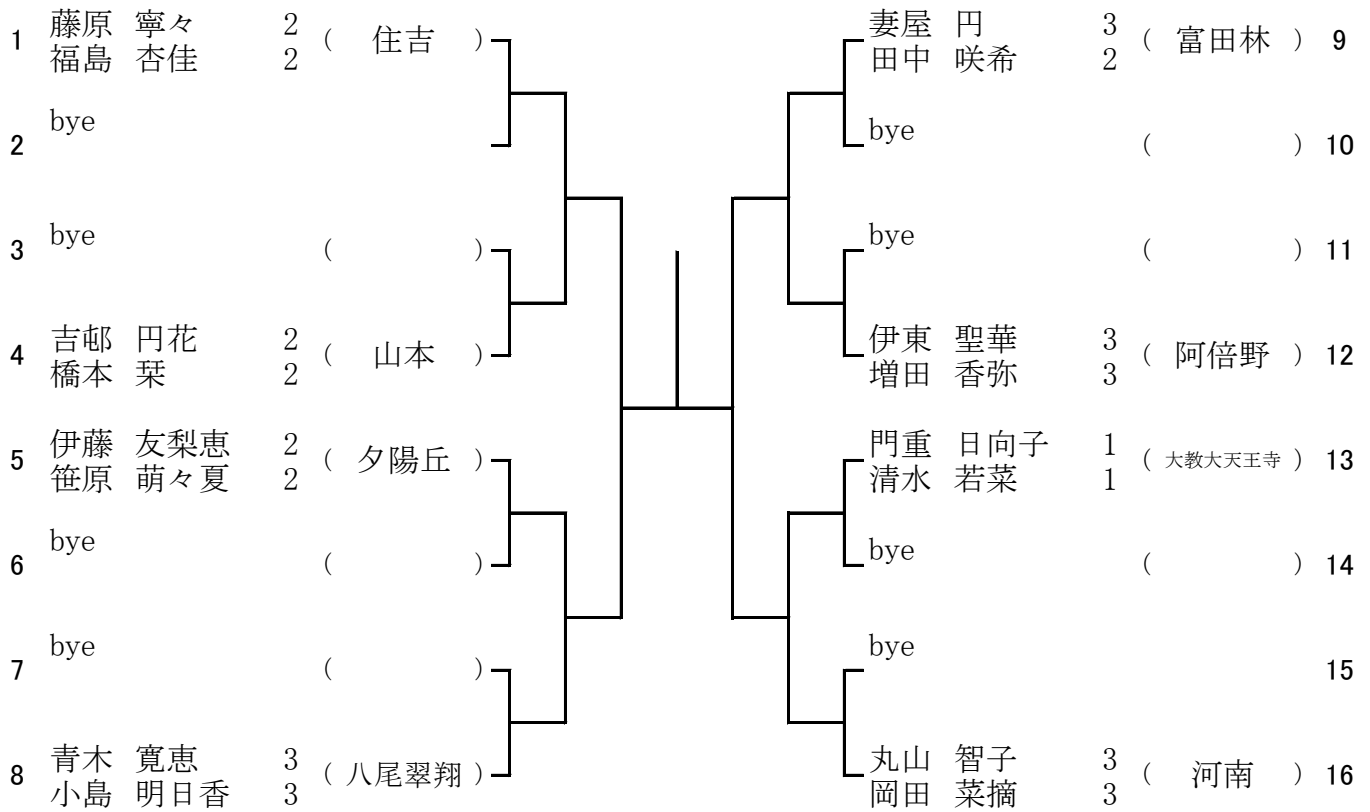 1 藤原 寧々 2 ( 住吉 )
福島 杏佳 2
2 bye
3 bye ( )
4 吉邨 円花 2 ( 山本 )
橋本 栞 2
5 伊藤 友梨恵 2 ( 夕陽丘 )
笹原 萌々夏 2
6 bye ( )
7 bye ( )
8 青木 寛恵 3 ( 八尾翠翔 )
小島 明日香 3
妻屋 円 3 ( 富田林 ) 9
田中 咲希 2
bye ( ) 10
bye ( ) 11
伊東 聖華 3 ( 阿倍野 ) 12
増田 香弥 3
門重 日向子 1 ( 大教大天王寺 ) 13
清水 若菜 1
bye ( ) 14
bye 15
丸山 智子 3 ( 河南 ) 16
岡田 菜摘 3